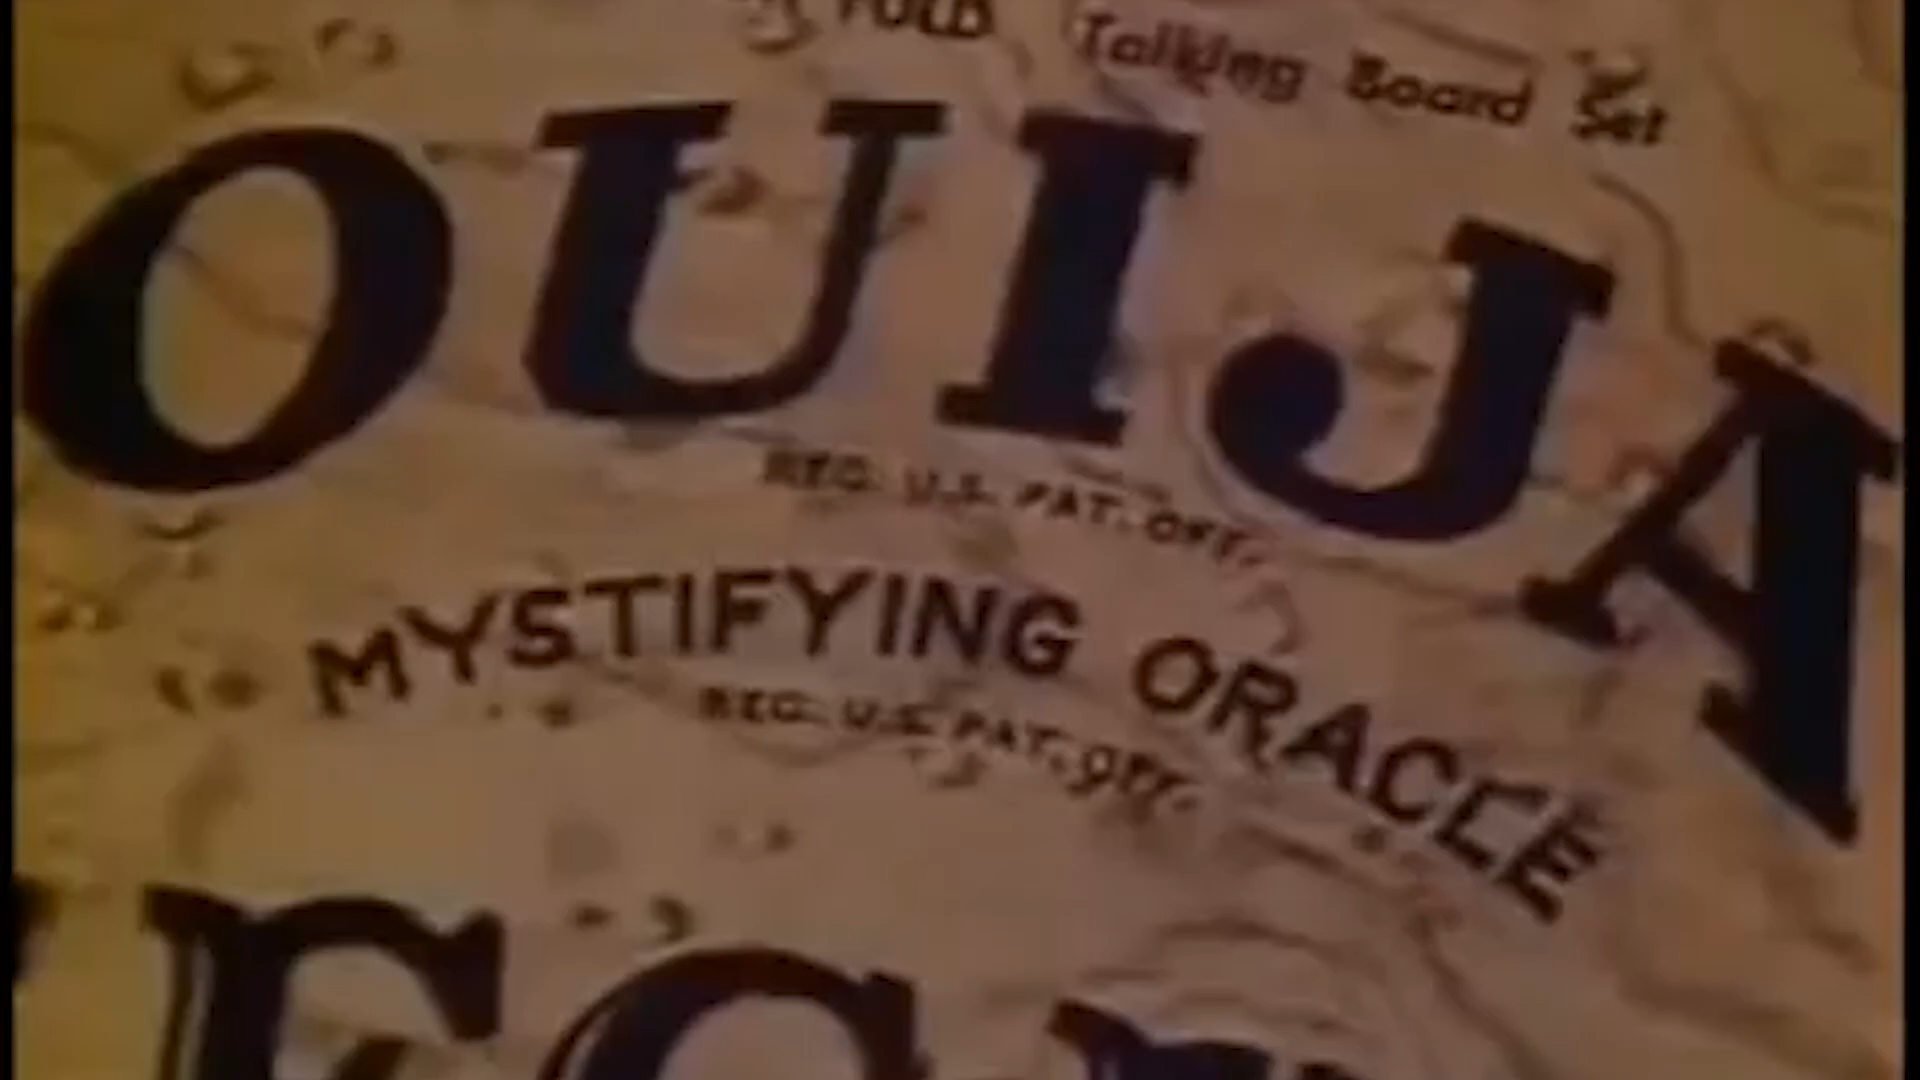 FULD Talking Board Set
OUIJA
REG. U.S. PAT. OFF.
MYSTIFYING ORACLE
REG. U.S. PAT. OFF.
F G H